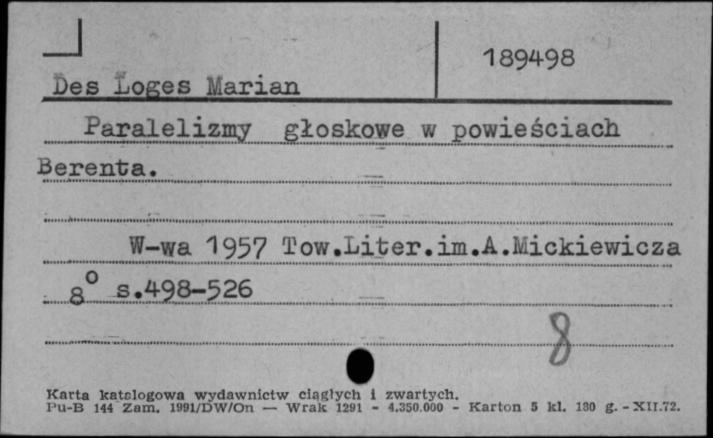 189498
Des Loges Marian
Paralelizmy głoskowe w powieściach
Berenta.
W-wa 1957 Tow.Liter.im.A.Mickiewicza
8° s.498-526
8
Karta katalogowa wydawnictw ciągłych i zwartych.
Pu-B 144 Zam. 1991/DW/On — Wrak 1291 - 4.350.000 - Karton 5 kl. 180 g. - XII.72.